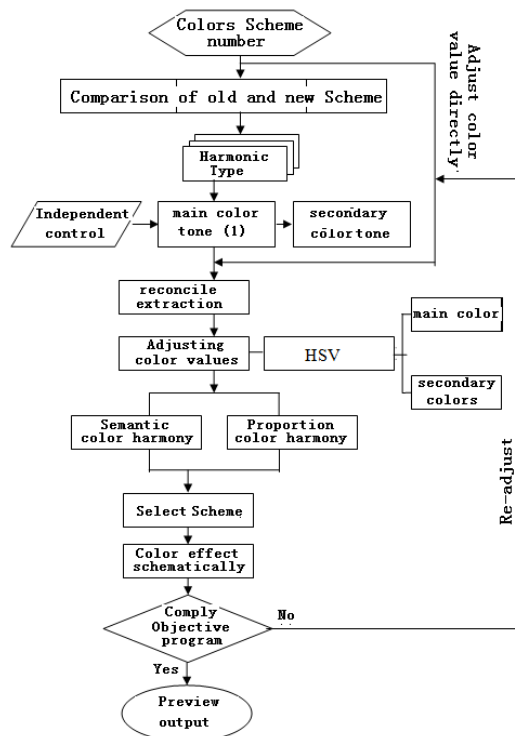 Colors Scheme
number
Adjust color
value directly
Comparison of old and new Scheme
Harmonic
Type
Independent
control
main color
tone (1)
secondary
colortone
reconcile
extraction
Adjusting
color values
HSV
main color
secondary
colors
Semantic
color harmony
Proportion
color harmony
Re-adjust
Select Scheme
Color effect
schematically
Comply
Objective
program
No
Yes
Preview
output